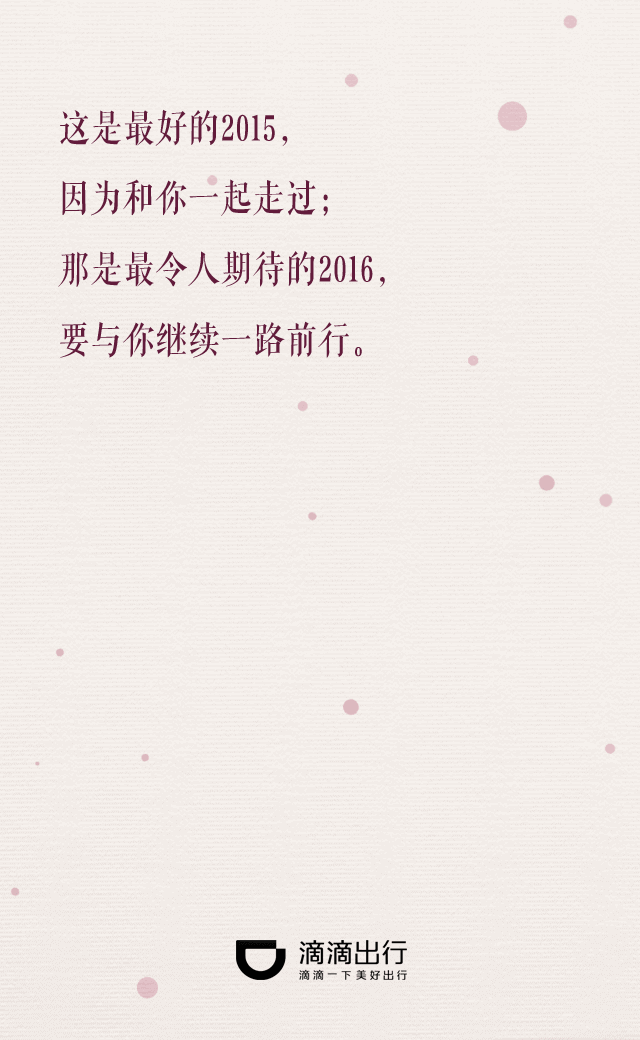 这是最好的2015，
因为和你一起走过；
那是最令人期待的2016，
要与你继续一路前行。
滴滴出行
滴滴一下 美好出行